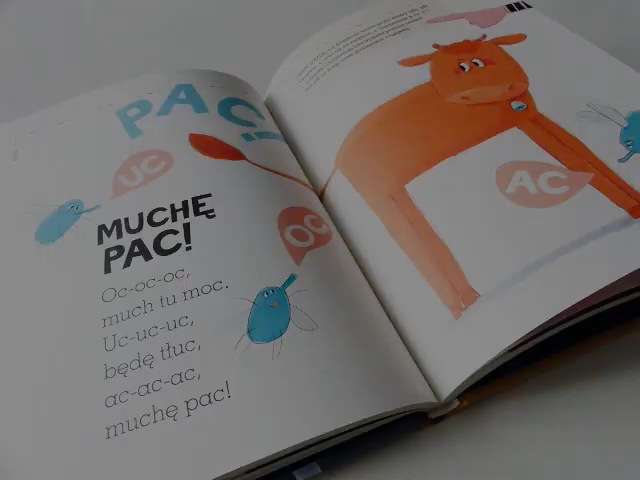 PAC!
UC
MUCHĘ
PAC!
OC
Oc-oc-oc,
much tu moc.
Uc-uc-uc,
będę tłuc,
ac-ac-ac,
muchę pac!
AC